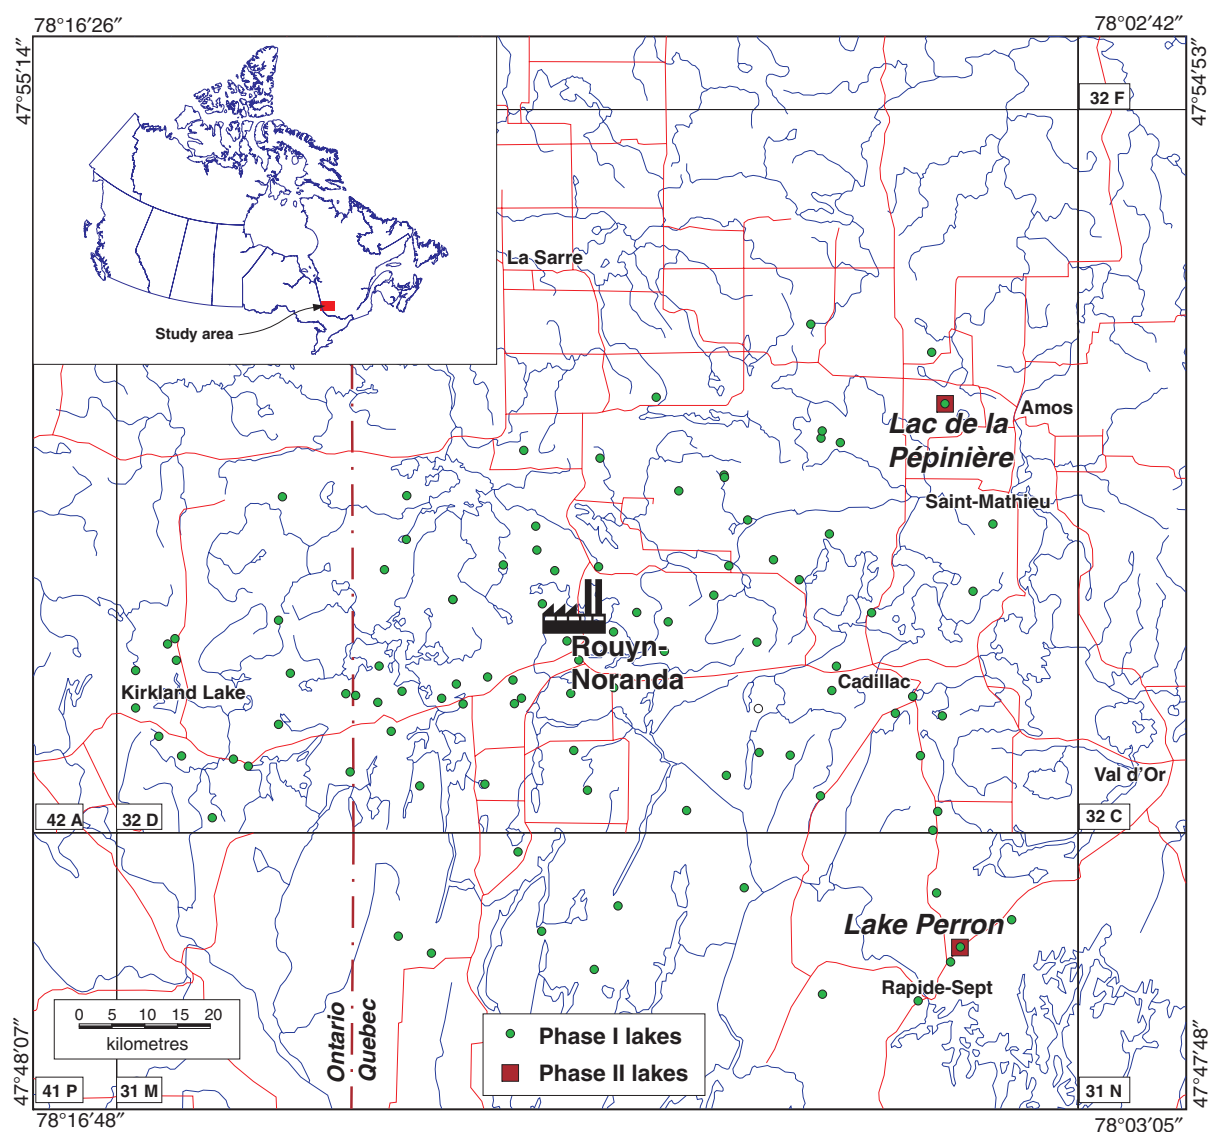 78°16′26″
78°02′42″
47°55′14″
47°54′53″
32 F
La Sarre
Study area
Amos
Lac de la
Pépinière
Saint-Mathieu
Rouyn-
Noranda
Kirkland Lake
Cadillac
Val d’Or
42 A
32 D
32 C
Lake Perron
Rapide-Sept
0 5 10 15 20
kilometres
Ontario
Quebec
Phase I lakes
Phase II lakes
41 P
31 M
31 N
47°48′07″
47°47′48″
78°16′48″
78°03′05″